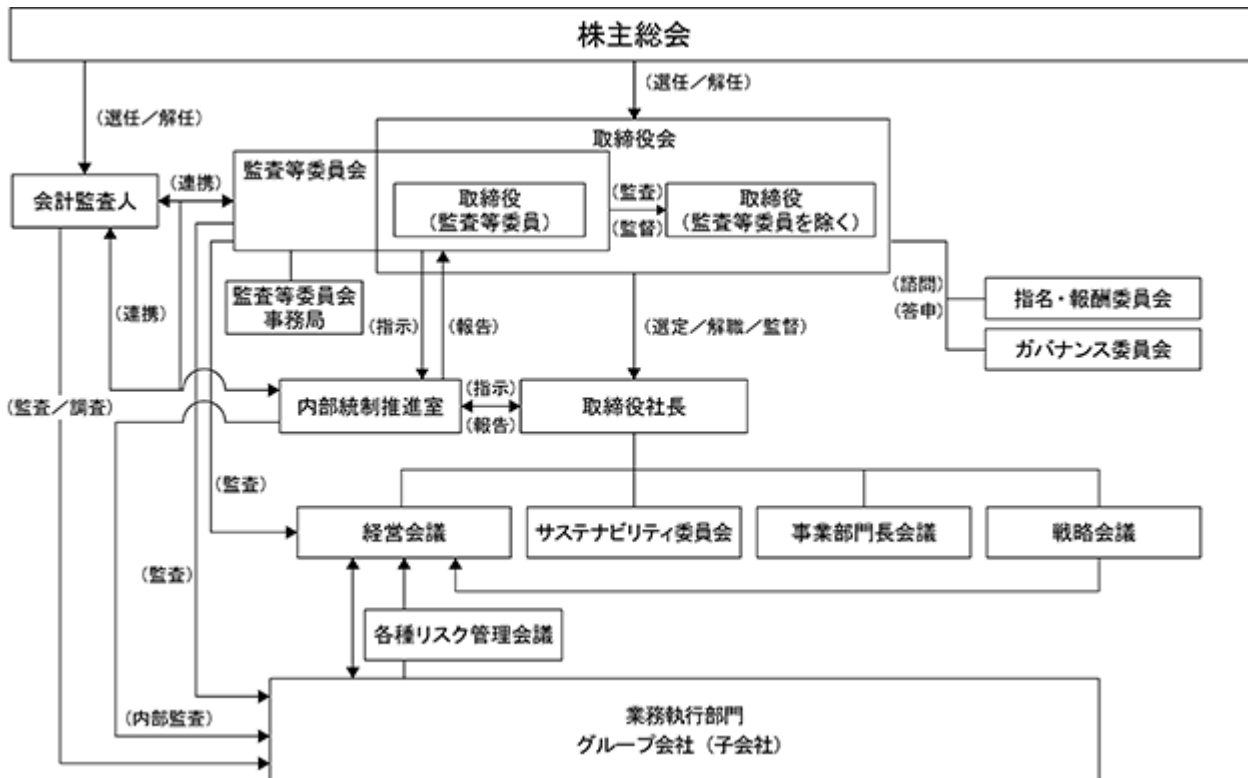 株主総会
(選任／解任)
(選任／解任)
取締役会
監査等委員会
会計監査人
(連携)
取締役
(監査等委員)
(監査)
(監督)
取締役
(監査等委員を除く)
監査等委員会
事務局
(連携)
(指示)
(報告)
(選定／解職／監督)
(諮問)
(答申)
指名・報酬委員会
ガバナンス委員会
(監査／調査)
内部統制推進室
(指示)
(報告)
取締役社長
(監査)
経営会議
サステナビリティ委員会
事業部門長会議
戦略会議
(監査)
各種リスク管理会議
(内部監査)
業務執行部門
グループ会社（子会社）